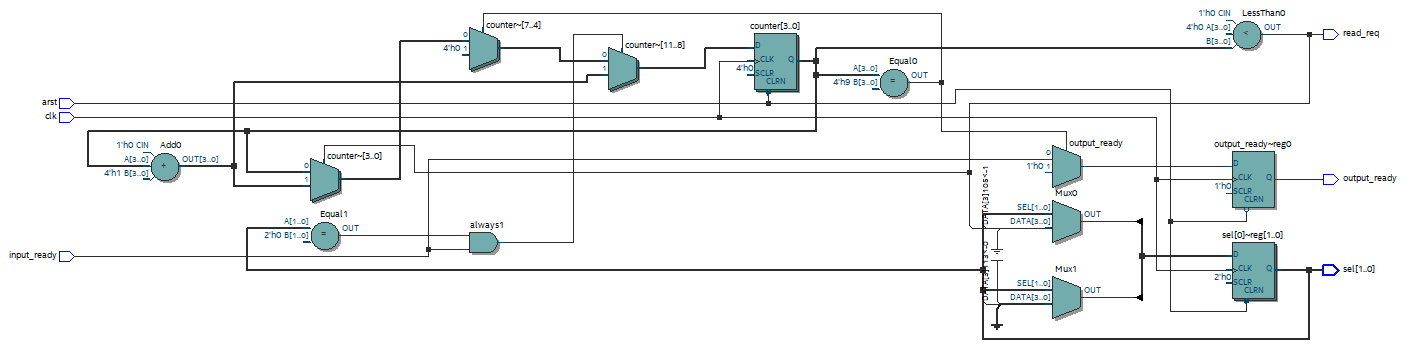 counter~[7..4]
0
4'h0 1
counter~[11..8]
0
1
counter[3..0]
D
CLK
Q
4'h0
SCLR
CLRN
Equal0
A[3..0]
4'h9 B[3..0]
=
OUT
LessThan0
1'h0 CIN
4'h0 A[3..0]
B[3..0]
<
OUT
read_req
arst
clk
Add0
1'h0 CIN
A[3..0]
4'h1 B[3..0]
+
OUT[3..0]
counter~[3..0]
0
1
output_ready
0
1'h0 1
output_ready~reg0
D
CLK
Q
1'h0
SCLR
CLRN
output_ready
Mux0
SEL[1..0]
DATA[3..0]
OUT
Equal1
A[1..0]
2'h0 B[1..0]
=
OUT
always1
input_ready
sel[0]~reg[1..0]
D
CLK
Q
2'h0
SCLR
CLRN
sel[1..0]
Mux1
SEL[1..0]
DATA[3..0]
OUT